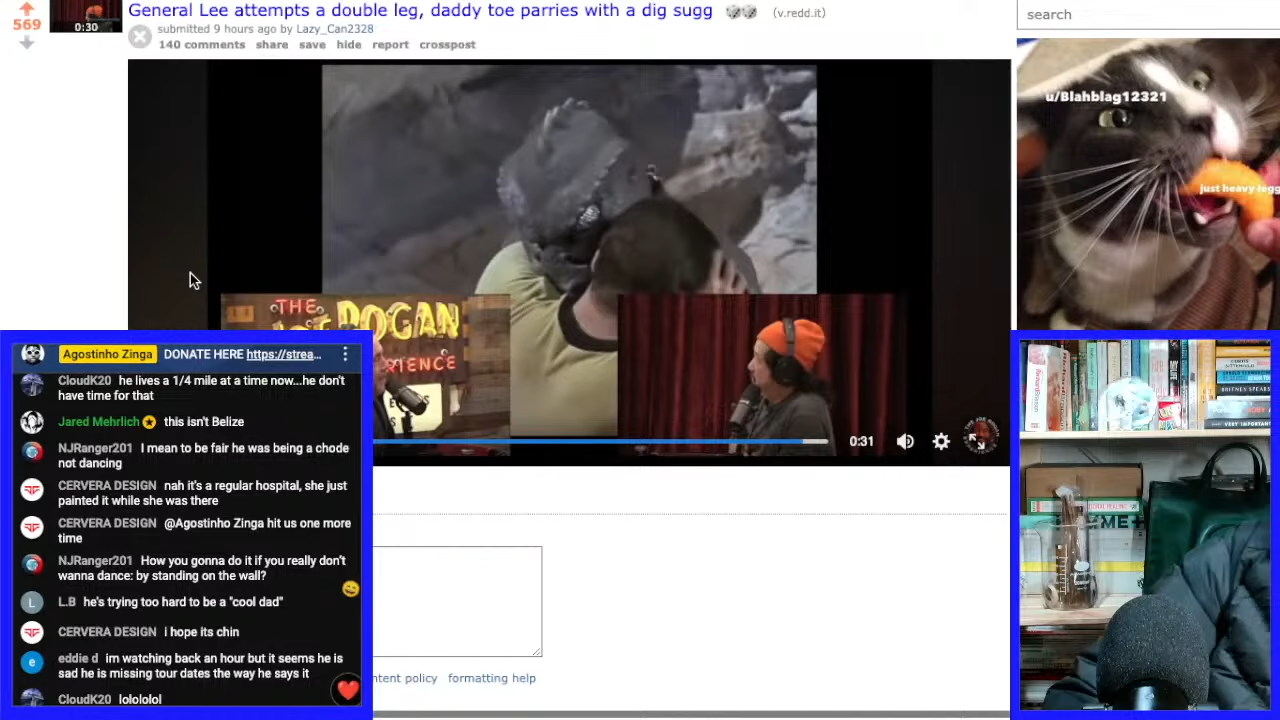 569
0:30
General Lee attempts a double leg, daddy toe parries with a dig sugg
(v.redd.it)
submitted 9 hours ago by Lazy_Can2328
140 comments share save hide report crosspost
search
u/Blahblag12321
just heavy legg
THE
ROGAN
0:31
Agostinho Zinga DONATE HERE https://strea...
CloudK20 he lives a 1/4 mile at a time now...he don't
have time for that
Jared Mehrlich this isn't Belize
NJRanger201 I mean to be fair he was being a chode
not dancing
CERVERA DESIGN nah it's a regular hospital, she just
painted it while she was there
CERVERA DESIGN @Agostinho Zinga hit us one more
time
NJRanger201 How you gonna do it if you really don't
wanna dance: by standing on the wall?
L
L.B he's trying too hard to be a "cool dad"
CERVERA DESIGN i hope its chin
e
eddie d im watching back an hour but it seems he is
sad he is missing tour dates the way he says it
CloudK20 lolololol
ntent policy formatting help
BRITNEY SPEARS